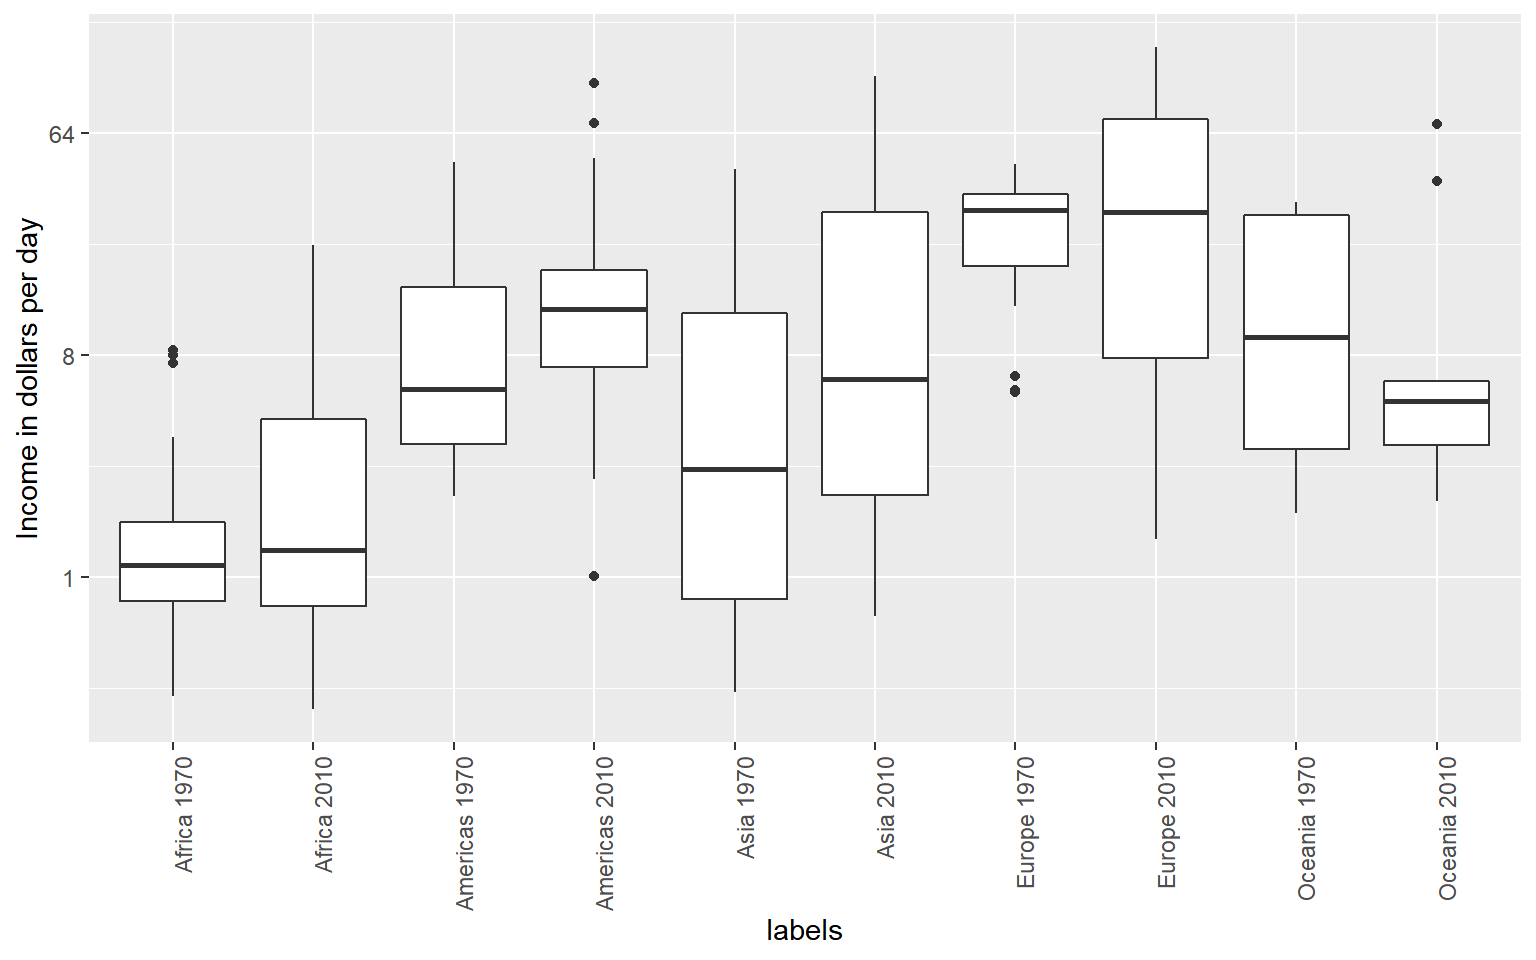 Income in dollars per day
64
8
1
Africa 1970
Africa 2010
Americas 1970
Americas 2010
Asia 1970
Asia 2010
Europe 1970
Europe 2010
Oceania 1970
Oceania 2010
labels